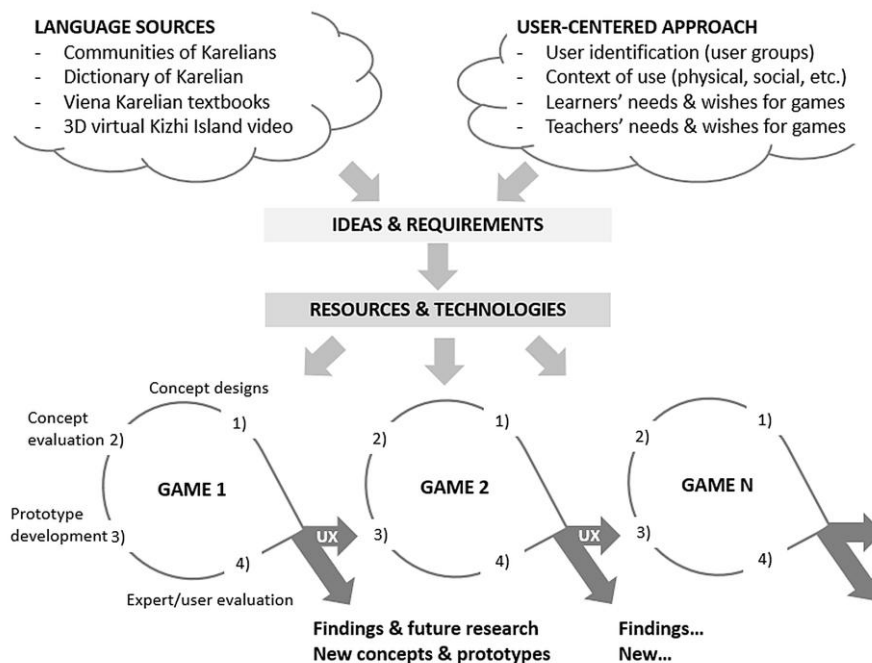 LANGUAGE SOURCES
- Communities of Karelians
- Dictionary of Karelian
- Viena Karelian textbooks
- 3D virtual Kizhi Island video
USER-CENTERED APPROACH
- User identification (user groups)
- Context of use (physical, social, etc.)
- Learners' needs & wishes for games
- Teachers' needs & wishes for games
IDEAS & REQUIREMENTS
RESOURCES & TECHNOLOGIES
Concept designs
1)
Concept
evaluation 2)
GAME 1
Prototype
development 3)
4)
Expert/user evaluation
UX
1)
2)
GAME 2
3)
4)
UX
1)
2)
GAME N
3)
4)
Findings & future research
New concepts & prototypes
Findings...
New...